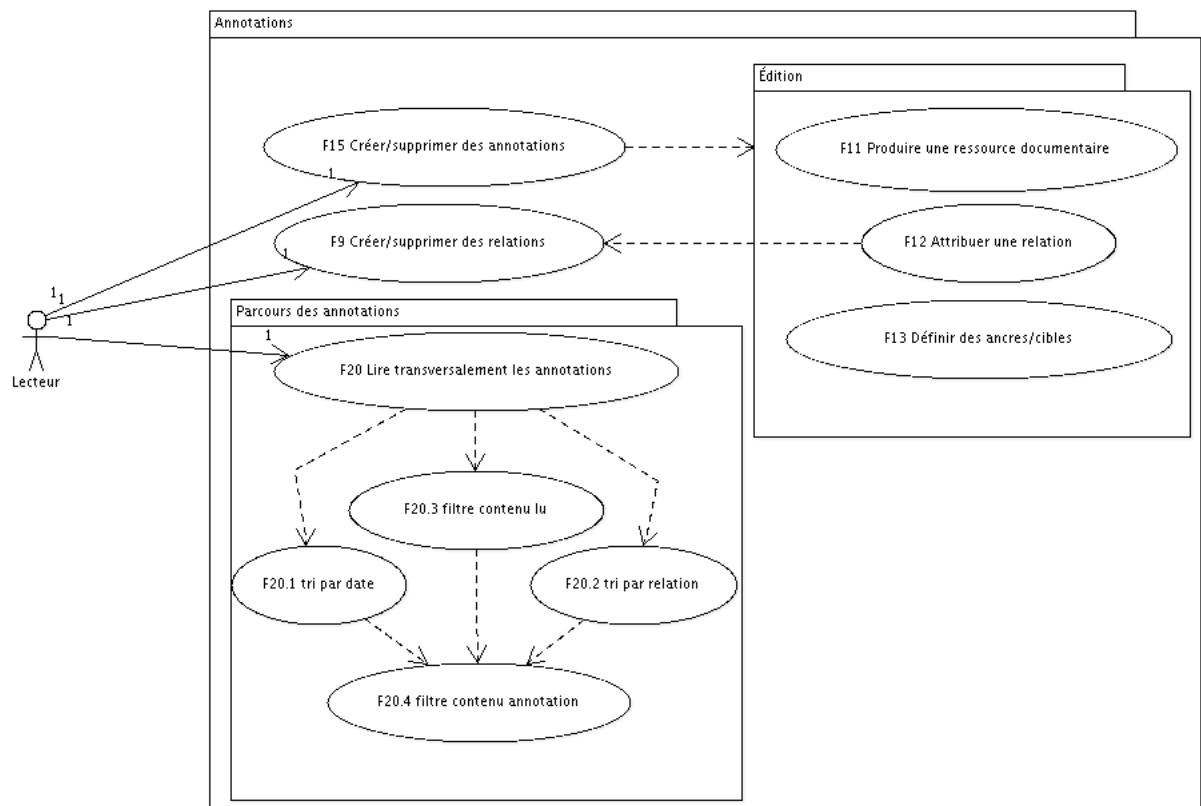 Annotations
Édition
F15 Créer/supprimer des annotations
F11 Produire une ressource documentaire
1
F9 Créer/supprimer des relations
F12 Attribuer une relation
1
1
1
1
Lecteur
Parcours des annotations
1
F20 Lire transversalement les annotations
F13 Définir des ancres/cibles
F20.3 filtre contenu lu
F20.1 tri par date
F20.2 tri par relation
F20.4 filtre contenu annotation